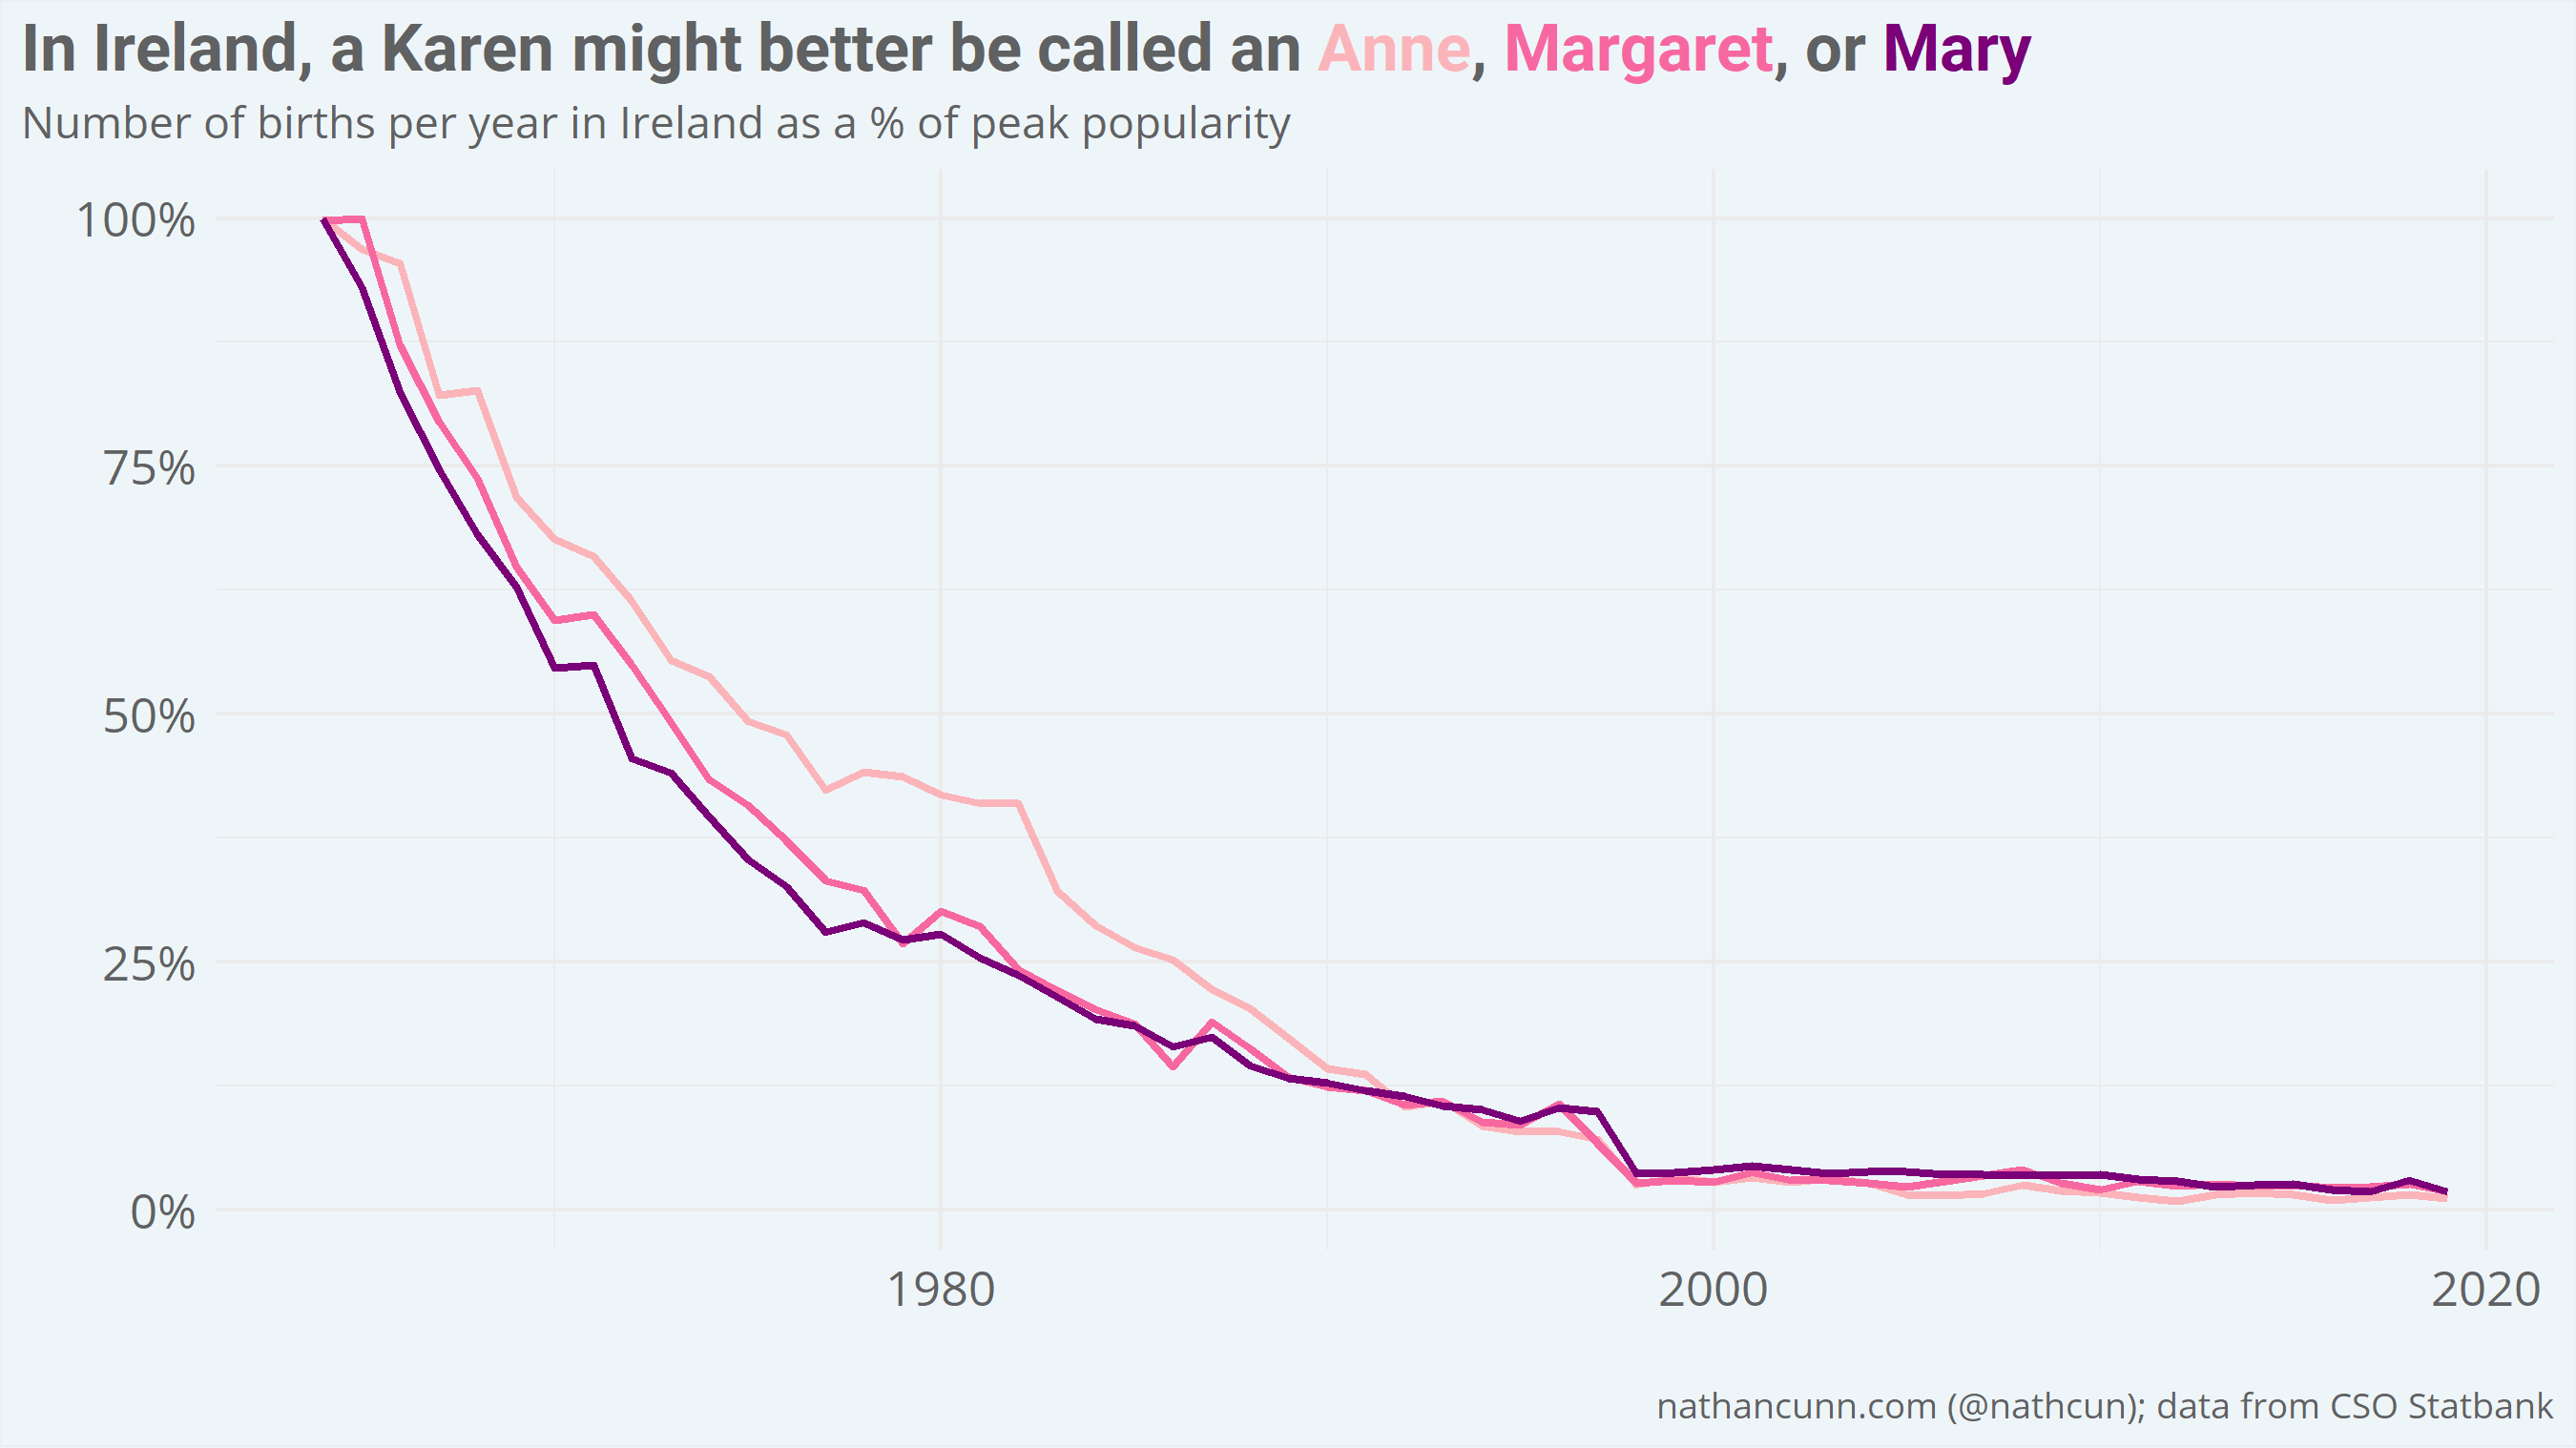 In Ireland, a Karen might better be called an Anne, Margaret, or Mary
Number of births per year in Ireland as a % of peak popularity
100%
75%
50%
25%
0%
1980 2000 2020
nathancunn.com (@nathcun); data from CSO Statbank